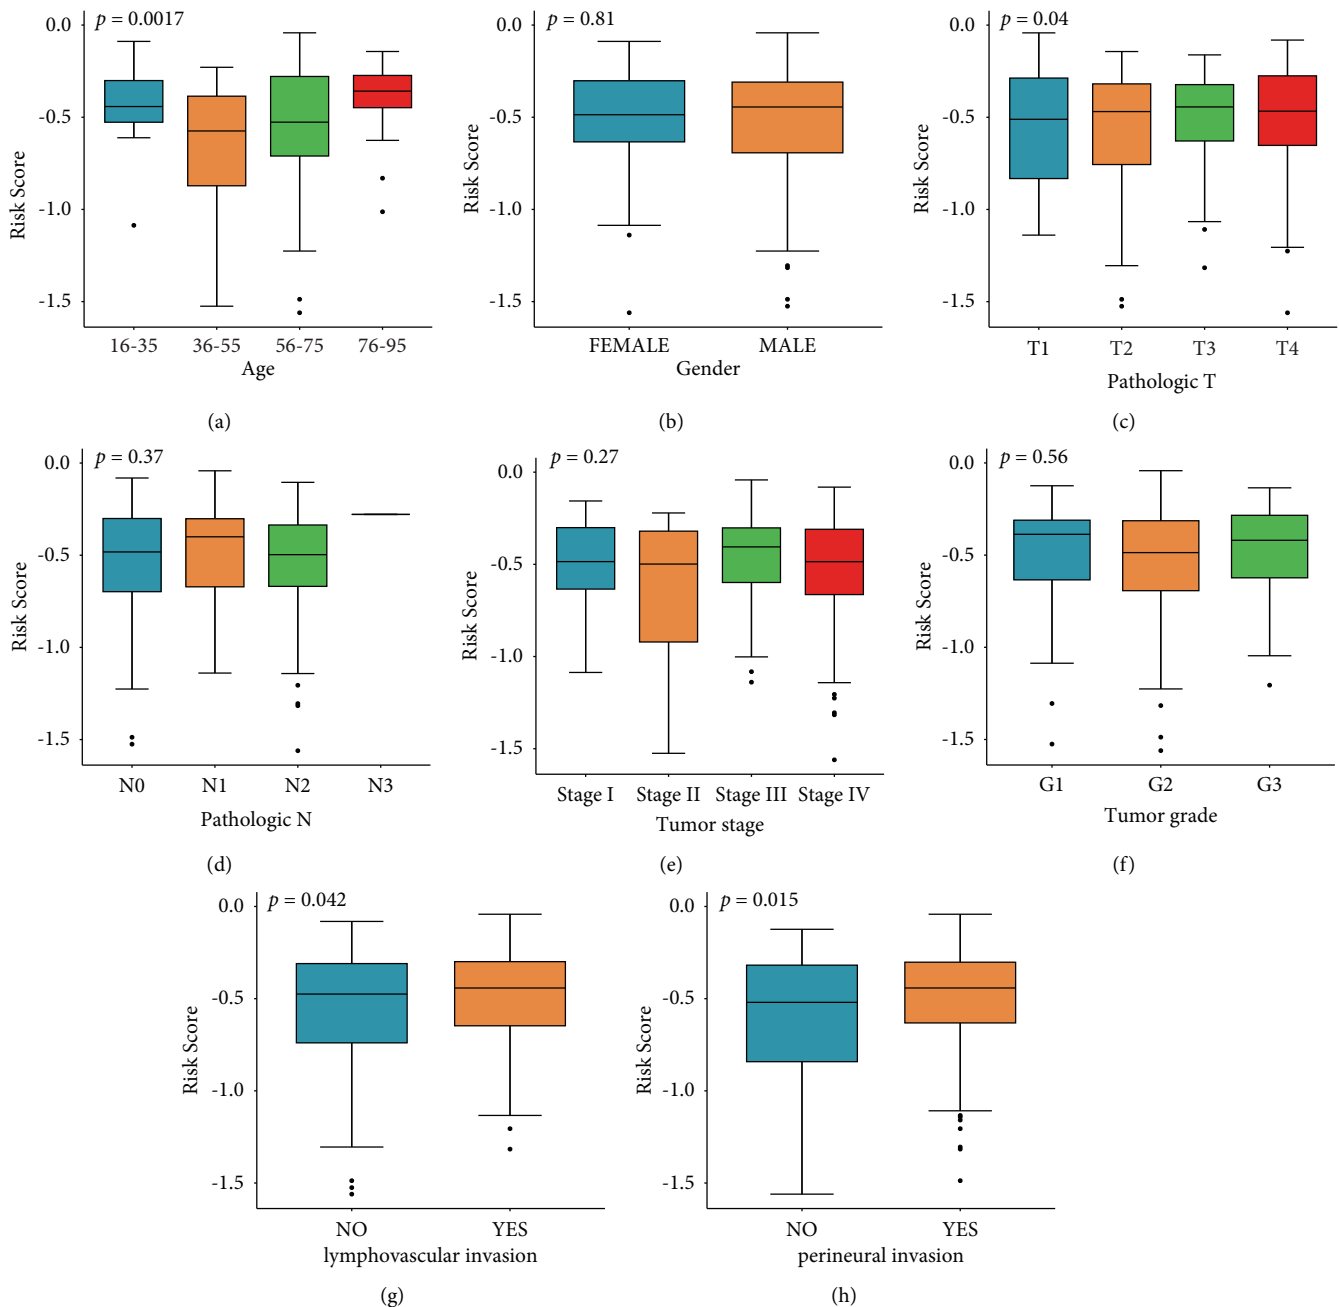 p = 0.0017
0.0
-0.5
-1.0
-1.5
Risk Score
16-35 36-55 56-75 76-95
Age
(a)
p = 0.81
0.0
-0.5
-1.0
-1.5
Risk Score
FEMALE MALE
Gender
(b)
p = 0.04
0.0
-0.5
-1.0
-1.5
Risk Score
T1 T2 T3 T4
Pathologic T
(c)
p = 0.37
0.0
-0.5
-1.0
-1.5
Risk Score
N0 N1 N2 N3
Pathologic N
(d)
p = 0.27
0.0
-0.5
-1.0
-1.5
Risk Score
Stage I Stage II Stage III Stage IV
Tumor stage
(e)
p = 0.56
0.0
-0.5
-1.0
-1.5
Risk Score
G1 G2 G3
Tumor grade
(f)
p = 0.042
0.0
-0.5
-1.0
-1.5
Risk Score
NO YES
lymphovascular invasion
(g)
p = 0.015
0.0
-0.5
-1.0
-1.5
Risk Score
NO YES
perineural invasion
(h)